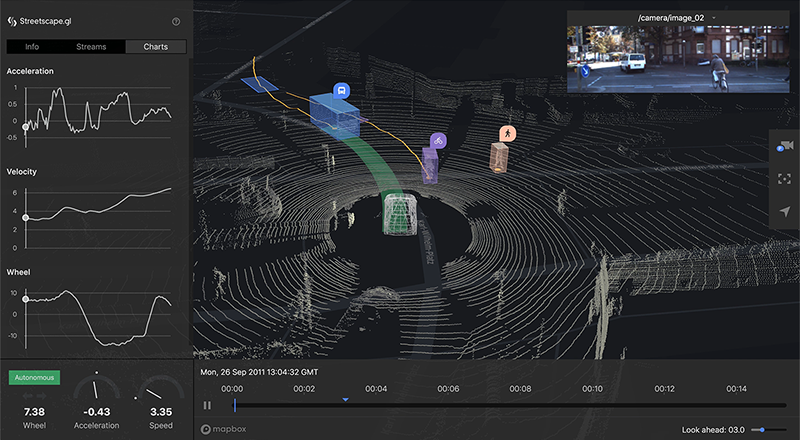 Streetscape.gl
Info Streams Charts
Acceleration
1
0.5
0
-0.5
Velocity
6
4
2
0
Wheel
10
0
-10
Autonomous
7.38 -0.43 3.35
Wheel Acceleration Speed
/camera/image_02
Mon, 26 Sep 2011 13:04:32 GMT
00:00 00:02 00:04 00:06 00:08 00:10 00:12 00:14
mapbox
Look ahead: 03.0